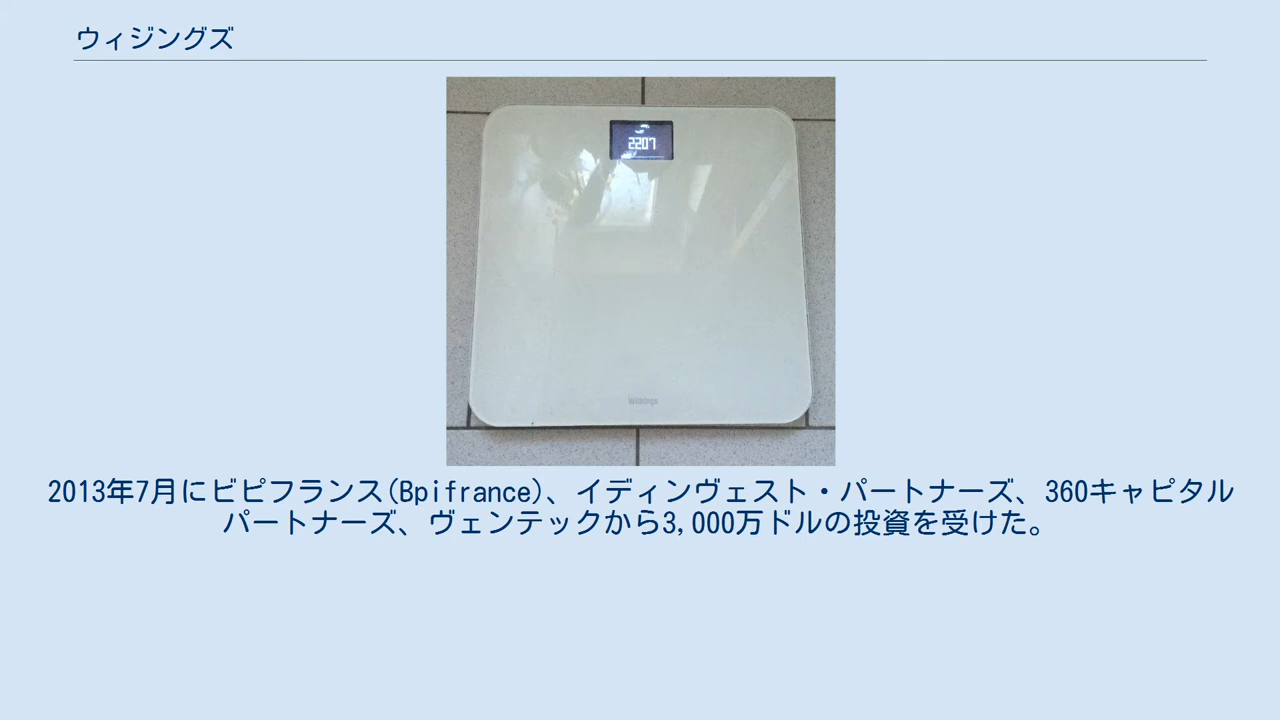 ウィジングズ
2207
Withings
2013年7月にビピフランス(Bpifrance)、イディンヴェスト・パートナーズ、360キャピタル
パートナーズ、ヴェンテックから3,000万ドルの投資を受けた。